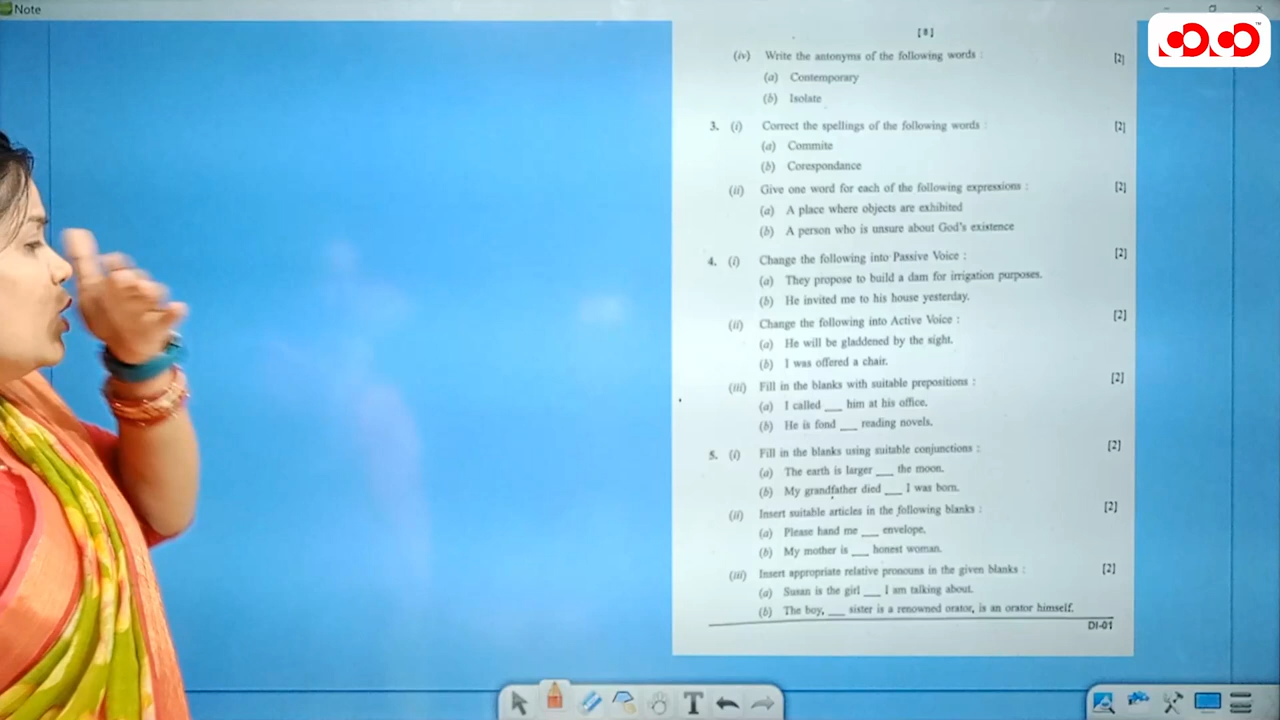 Note
[ 8 ]
(iv) Write the antonyms of the following words : [2]
(a) Contemporary
(b) Isolate
3. (i) Correct the spellings of the following words : [2]
(a) Commite
(b) Corespondance
(ii) Give one word for each of the following expressions : [2]
(a) A place where objects are exhibited
(b) A person who is unsure about God's existence
4. (i) Change the following into Passive Voice : [2]
(a) They propose to build a dam for irrigation purposes.
(b) He invited me to his house yesterday.
(ii) Change the following into Active Voice : [2]
(a) He will be gladdened by the sight.
(b) I was offered a chair.
(iii) Fill in the blanks with suitable prepositions : [2]
(a) I called ___ him at his office.
(b) He is fond ___ reading novels.
5. (i) Fill in the blanks using suitable conjunctions : [2]
(a) The earth is larger ___ the moon.
(b) My grandfather died ___ I was born.
(ii) Insert suitable articles in the following blanks : [2]
(a) Please hand me ___ envelope.
(b) My mother is ___ honest woman.
(iii) Insert appropriate relative pronouns in the given blanks : [2]
(a) Susan is the girl ___ I am talking about.
(b) The boy, ___ sister is a renowned orator, is an orator himself.
DI-01
T